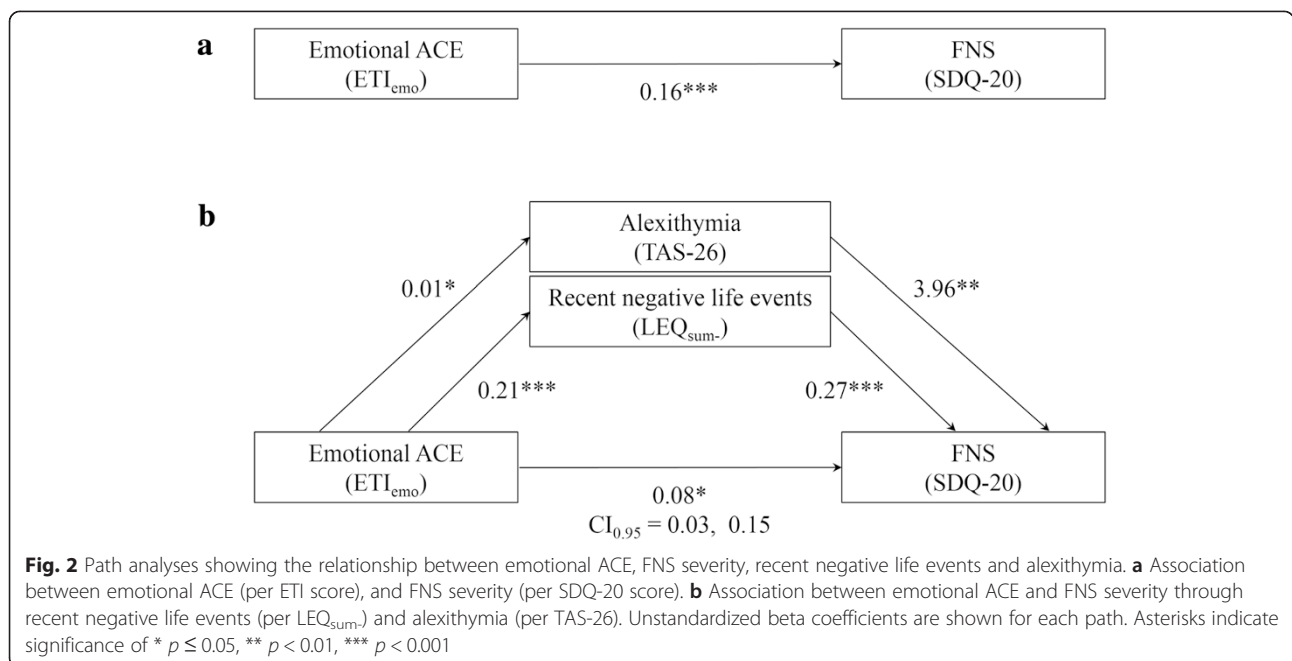 a
Emotional ACE
(ETIemo)
FNS
(SDQ-20)
0.16***
b
Alexithymia
(TAS-26)
0.01*
3.96**
Recent negative life events
(LEQsum-)
0.21***
0.27***
Emotional ACE
(ETIemo)
FNS
(SDQ-20)
0.08*
CI0.95 = 0.03, 0.15
Fig. 2 Path analyses showing the relationship between emotional ACE, FNS severity, recent negative life events and alexithymia. a Association
between emotional ACE (per ETI score), and FNS severity (per SDQ-20 score). b Association between emotional ACE and FNS severity through
recent negative life events (per LEQsum-) and alexithymia (per TAS-26). Unstandardized beta coefficients are shown for each path. Asterisks indicate
significance of * p ≤ 0.05, ** p < 0.01, *** p < 0.001